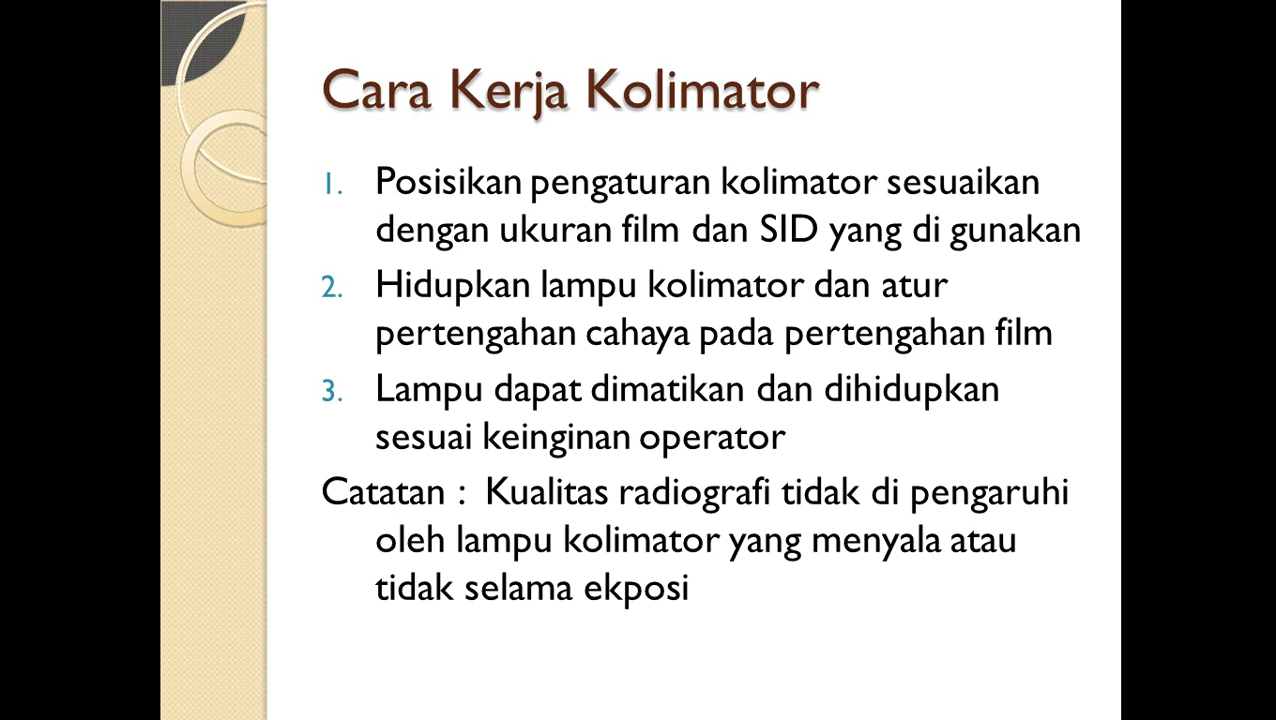 Cara Kerja Kolimator
1. Posisikan pengaturan kolimator sesuaikan
dengan ukuran film dan SID yang di gunakan
2. Hidupkan lampu kolimator dan atur
pertengahan cahaya pada pertengahan film
3. Lampu dapat dimatikan dan dihidupkan
sesuai keinginan operator
Catatan : Kualitas radiografi tidak di pengaruhi
oleh lampu kolimator yang menyala atau
tidak selama ekposi